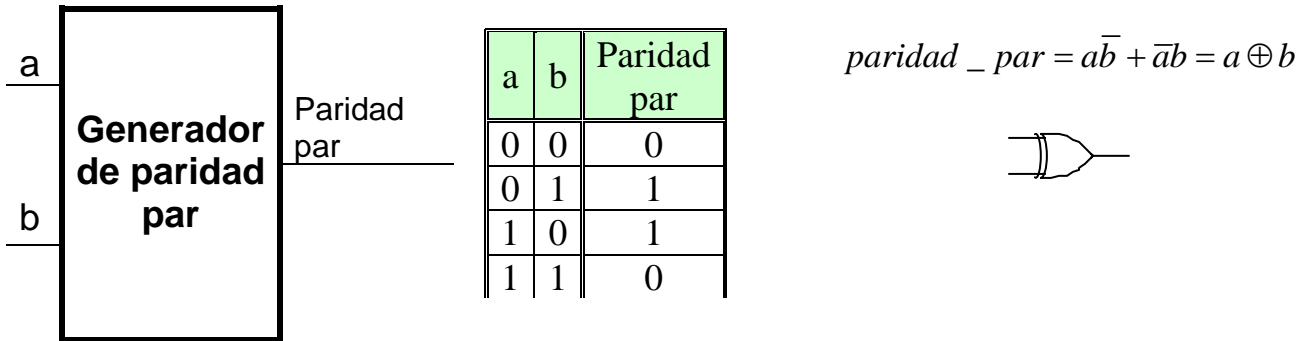 a
b
Generador
de paridad
par
Paridad
par
a b Paridad par
0 0 0
0 1 1
1 0 1
1 1 0
paridad _ par = ab̅ + a̅b = a ⊕ b